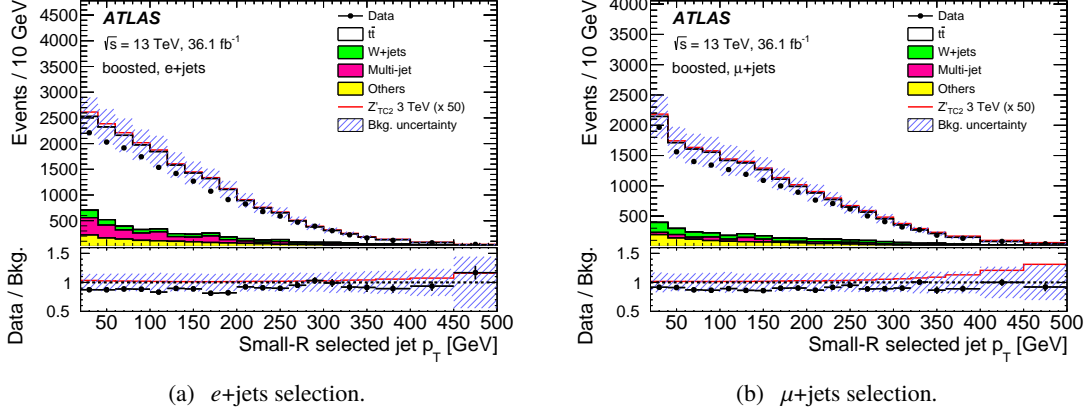 Events / 10 GeV
4500
4000
3500
3000
2500
2000
1500
1000
500
ATLAS
√s = 13 TeV, 36.1 fb⁻¹
boosted, e+jets
Data
tt̄
W+jets
Multi-jet
Others
Z'TC2 3 TeV (x 50)
Bkg. uncertainty
Data / Bkg.
1.5
1
0.5
50 100 150 200 250 300 350 400 450 500
Small-R selected jet pT [GeV]
(a) e+jets selection.
Events / 10 GeV
4000
3500
3000
2500
2000
1500
1000
500
ATLAS
√s = 13 TeV, 36.1 fb⁻¹
boosted, μ+jets
Data
tt̄
W+jets
Multi-jet
Others
Z'TC2 3 TeV (x 50)
Bkg. uncertainty
Data / Bkg.
1.5
1
0.5
50 100 150 200 250 300 350 400 450 500
Small-R selected jet pT [GeV]
(b) μ+jets selection.